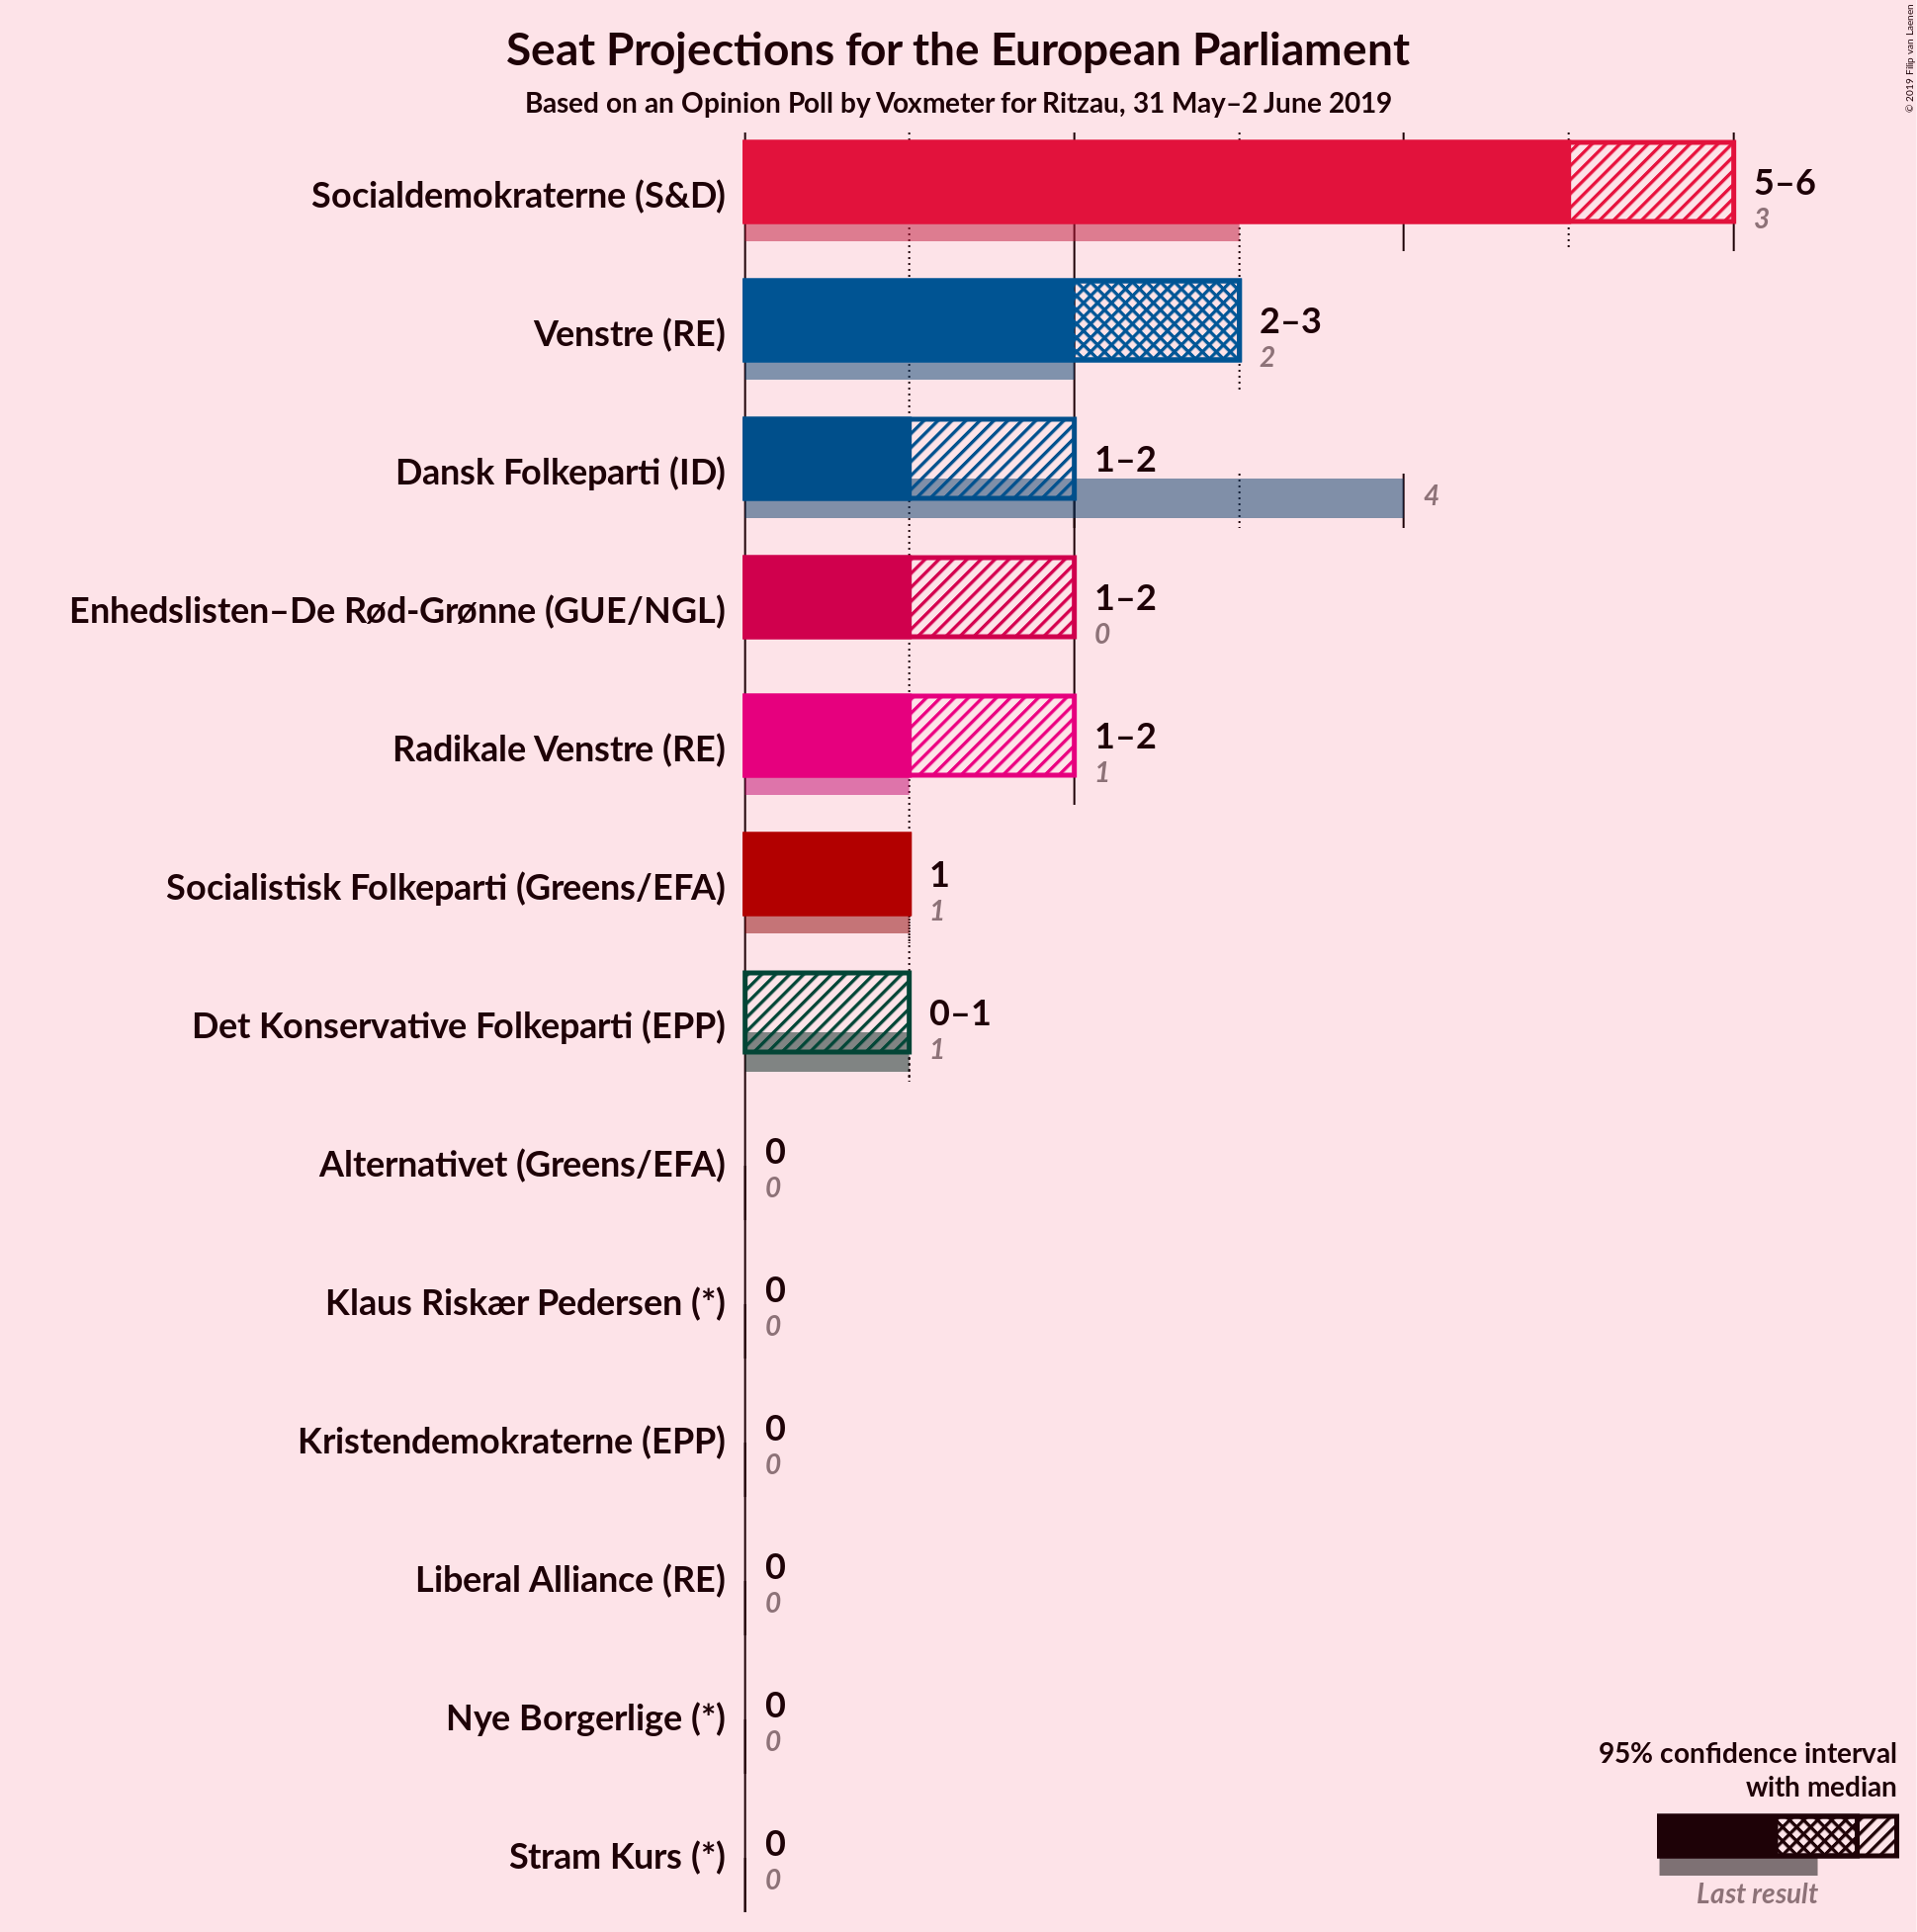 Seat Projections for the European Parliament
Based on an Opinion Poll by Voxmeter for Ritzau, 31 May–2 June 2019
© 2019 Filip van Laenen
Socialdemokraterne (S&D)
5–6
3
Venstre (RE)
2–3
2
Dansk Folkeparti (ID)
1–2
4
Enhedslisten–De Rød-Grønne (GUE/NGL)
1–2
0
Radikale Venstre (RE)
1–2
1
Socialistisk Folkeparti (Greens/EFA)
1
1
Det Konservative Folkeparti (EPP)
0–1
1
Alternativet (Greens/EFA)
0
0
Klaus Riskær Pedersen (*)
0
0
Kristendemokraterne (EPP)
0
0
Liberal Alliance (RE)
0
0
Nye Borgerlige (*)
0
0
Stram Kurs (*)
0
0
95% confidence interval
with median
Last result